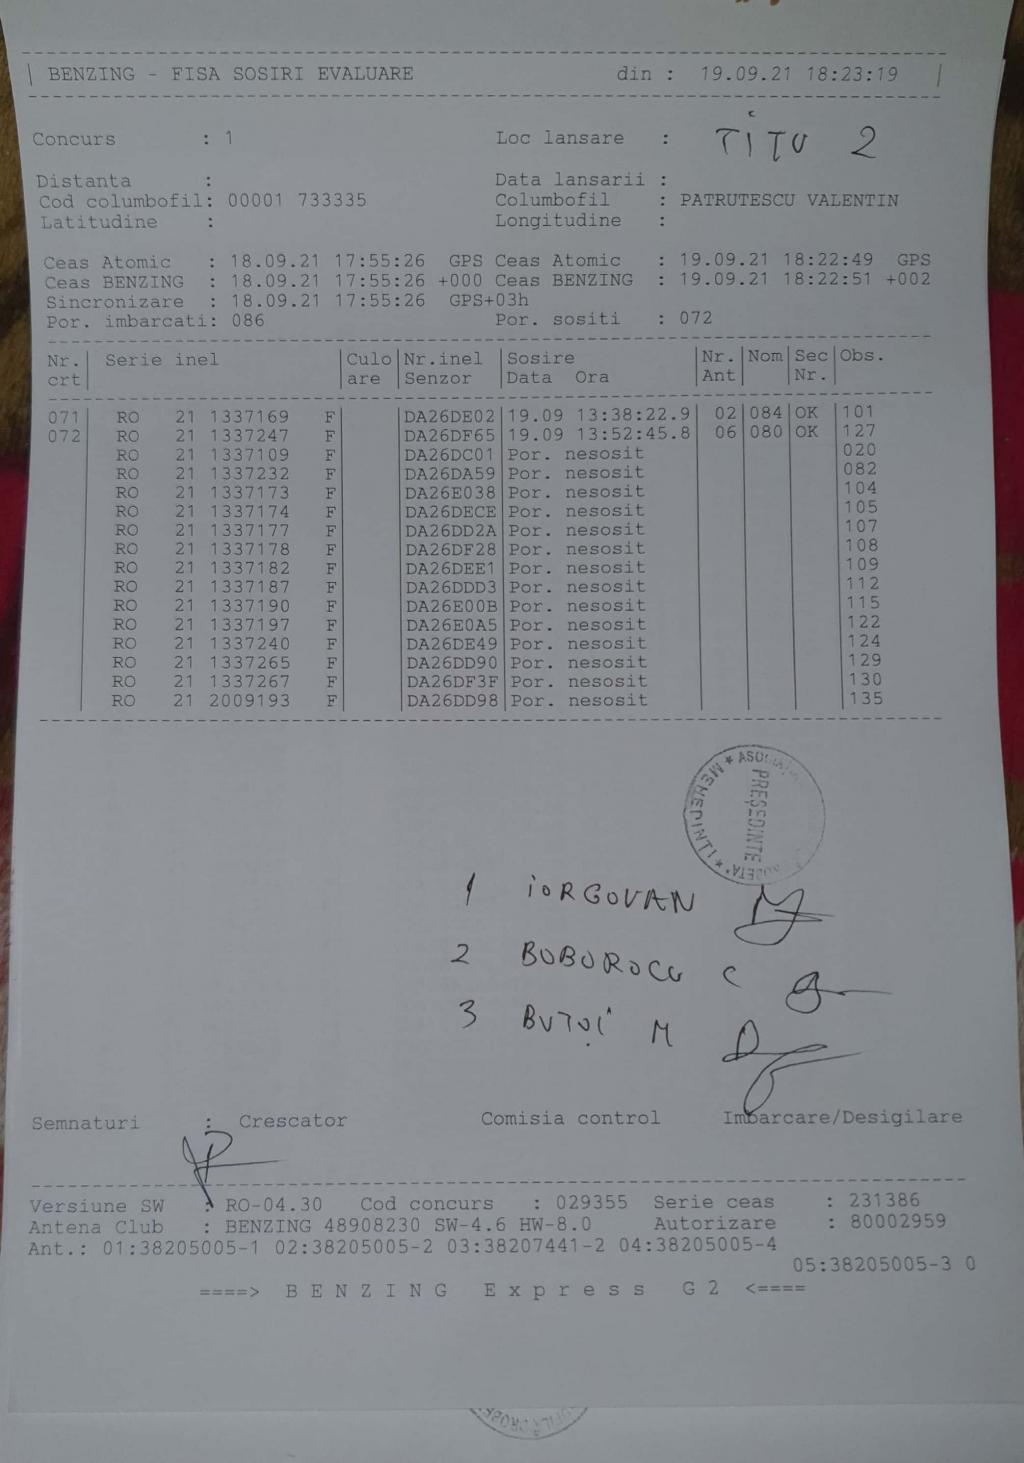 BENZING - FISA SOSIRI EVALUARE din : 19.09.21 18:23:19
Concurs : 1 Loc lansare : TITU 2
Distanta : Data lansarii :
Cod columbofil: 00001 733335 Columbofil : PATRUTESCU VALENTIN
Latitudine : Longitudine :
Ceas Atomic : 18.09.21 17:55:26 GPS Ceas Atomic : 19.09.21 18:22:49 GPS
Ceas BENZING : 18.09.21 17:55:26 +000 Ceas BENZING : 19.09.21 18:22:51 +002
Sincronizare : 18.09.21 17:55:26 GPS+03h
Por. imbarcati: 086 Por. sositi : 072
Nr. Serie inel Culo Nr.inel Sosire Nr. Nom Sec Obs.
crt are Senzor Data Ora Ant Nr.
071 RO 21 1337169 F DA26DE02 19.09 13:38:22.9 02 084 OK 101
072 RO 21 1337247 F DA26DF65 19.09 13:52:45.8 06 080 OK 127
RO 21 1337109 F DA26DC01 Por. nesosit 020
RO 21 1337232 F DA26DA59 Por. nesosit 082
RO 21 1337173 F DA26E038 Por. nesosit 104
RO 21 1337174 F DA26DECE Por. nesosit 105
RO 21 1337177 F DA26DD2A Por. nesosit 107
RO 21 1337178 F DA26DF28 Por. nesosit 108
RO 21 1337182 F DA26DEE1 Por. nesosit 109
RO 21 1337187 F DA26DDD3 Por. nesosit 112
RO 21 1337190 F DA26E00B Por. nesosit 115
RO 21 1337197 F DA26E0A5 Por. nesosit 122
RO 21 1337240 F DA26DE49 Por. nesosit 124
RO 21 1337265 F DA26DD90 Por. nesosit 129
RO 21 1337267 F DA26DF3F Por. nesosit 130
RO 21 2009193 F DA26DD98 Por. nesosit 135
MEHEDINTI
PREȘEDINTE
1 IORGOVAN
2 BOBOROCU C
3 BUTOI M
Semnaturi : Crescator Comisia control Imbarcare/Desigilare
Versiune SW : RO-04.30 Cod concurs : 029355 Serie ceas : 231386
Antena Club : BENZING 48908230 SW-4.6 HW-8.0 Autorizare : 80002959
Ant.: 01:38205005-1 02:38205005-2 03:38207441-2 04:38205005-4
05:38205005-3 0
====> BENZING Express G2 <====